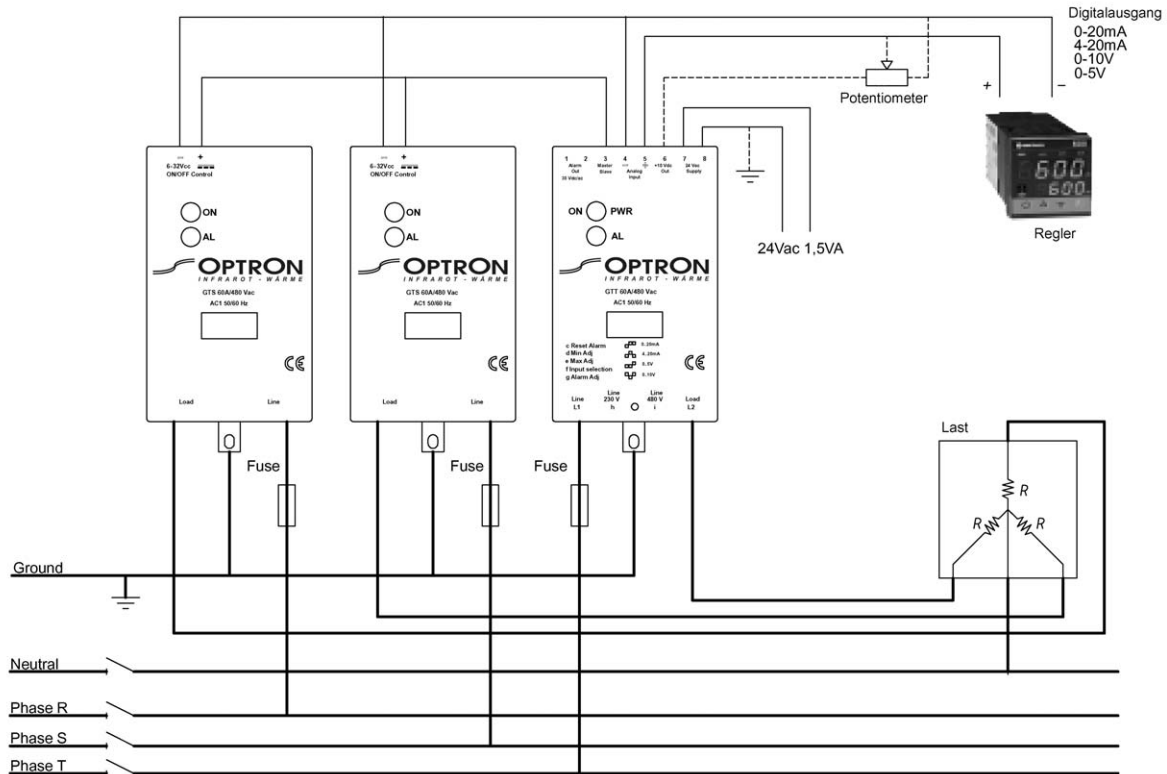 Digitalausgang
0-20mA
4-20mA
0-10V
0-5V
+ −
Potentiometer
Regler
600
600
24Vac 1,5VA
− +
6-32Vcc
ON/OFF Control
ON
AL
OPTRON
INFRAROT - WÄRME
GTS 60A/480 Vac
AC1 50/60 Hz
CE
Load Line
− +
6-32Vcc
ON/OFF Control
ON
AL
OPTRON
INFRAROT - WÄRME
GTS 60A/480 Vac
AC1 50/60 Hz
CE
Load Line
1 2 3 4 5 6 7 8
Alarm Out
Master Slave
Analog Input
+10 Vdc Out
24 Vac Supply
ON PWR
AL
OPTRON
INFRAROT - WÄRME
GTT 60A/480 Vac
AC1 50/60 Hz
c Reset Alarm
d Min Adj
e Max Adj
f Input selection
g Alarm Adj
0..20mA
4..20mA
0..5V
0..10V
CE
Line L1
Line 230 V h
Line 480 V i
Load L2
Fuse
Fuse
Fuse
Last
R
R
R
Ground
Neutral
Phase R
Phase S
Phase T